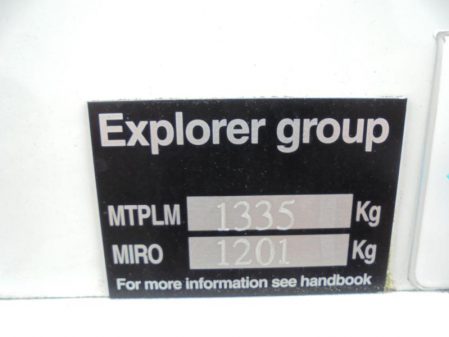 Explorer group
MTPLM 1335 Kg
MIRO 1201 Kg
For more information see handbook